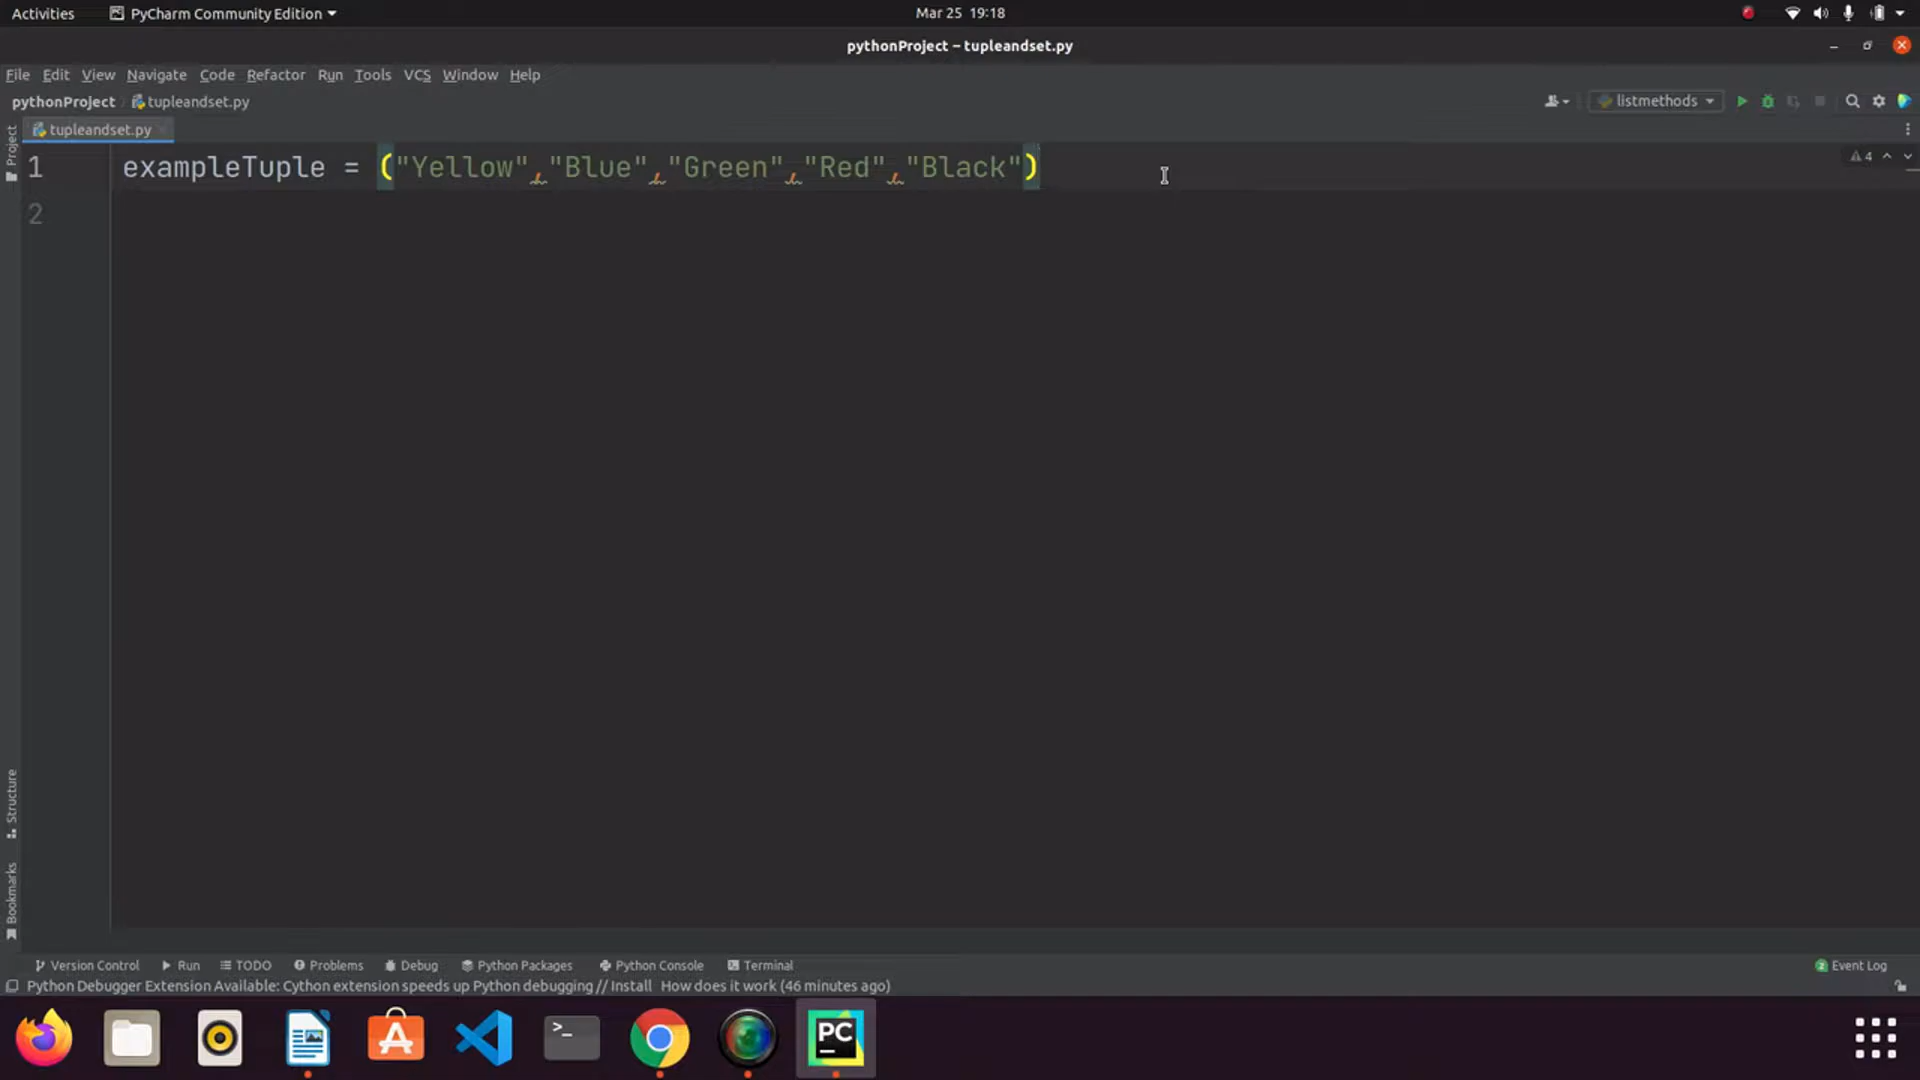 Activities PyCharm Community Edition Mar 25 19:18
pythonProject – tupleandset.py
File Edit View Navigate Code Refactor Run Tools VCS Window Help
pythonProject tupleandset.py listmethods
tupleandset.py
Project
1 exampleTuple = ("Yellow","Blue","Green","Red","Black") 4
2
Structure
Bookmarks
Version Control Run TODO Problems Debug Python Packages Python Console Terminal 2 Event Log
Python Debugger Extension Available: Cython extension speeds up Python debugging // Install How does it work (46 minutes ago)
>_ PC